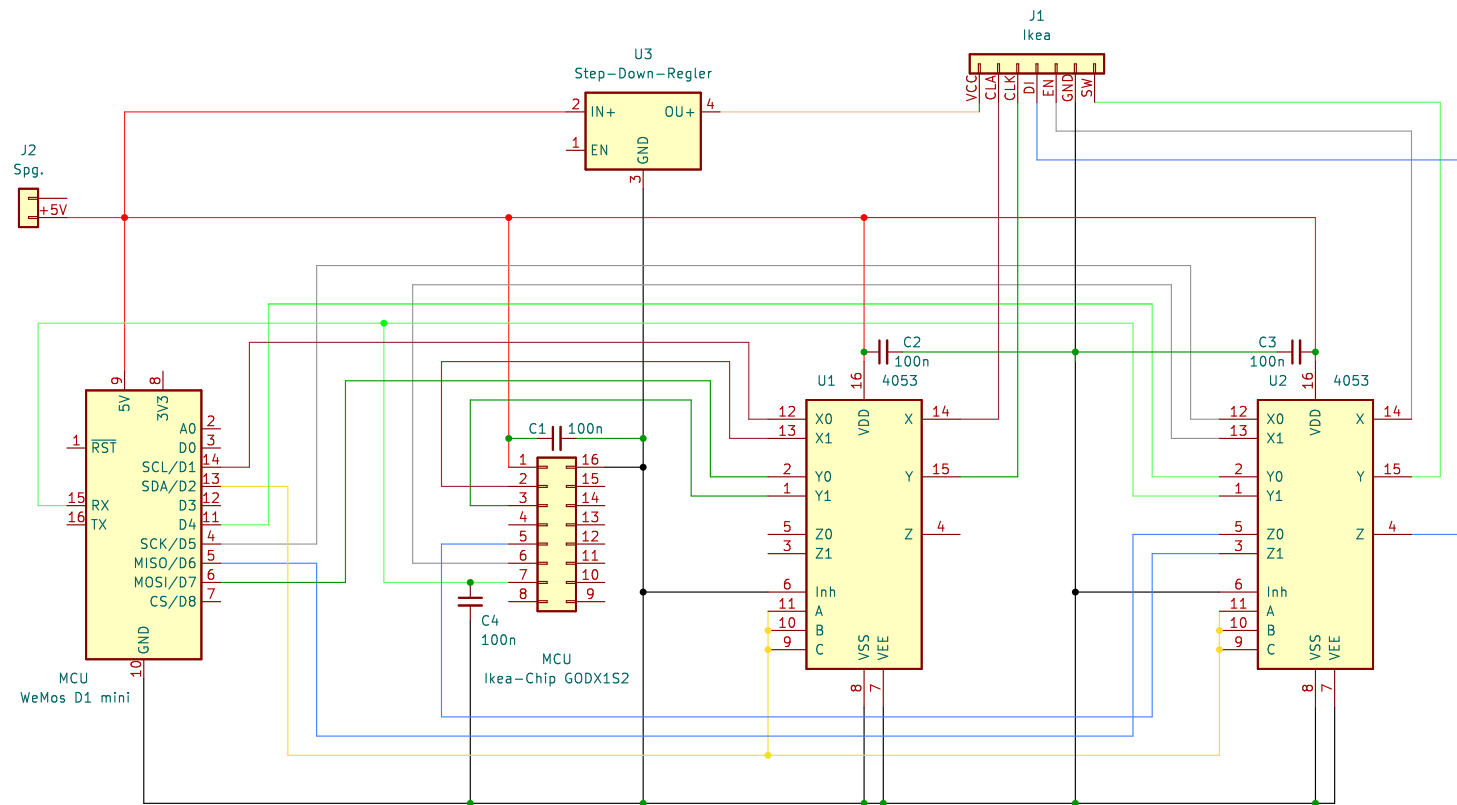 J1
Ikea
VCC
CLA
CLK
DI
EN
GND
SW
U3
Step-Down-Regler
2
IN+
OU+
4
1
EN
GND
3
J2
Spg.
+5V
9
8
5V
3V3
A0
2
D0
3
1
RST
SCL/D1
14
SDA/D2
13
D3
12
15
RX
16
TX
D4
11
SCK/D5
4
MISO/D6
5
MOSI/D7
6
CS/D8
7
GND
10
MCU
WeMos D1 mini
C1
100n
1
16
2
15
3
14
4
13
5
12
6
11
7
10
8
9
C4
100n
MCU
Ikea-Chip GODX1S2
C2
100n
U1
4053
16
VDD
12
X0
X
14
13
X1
2
Y0
Y
15
1
Y1
5
Z0
Z
4
3
Z1
6
Inh
11
A
10
B
9
C
VSS
VEE
8
7
C3
100n
U2
4053
16
VDD
12
X0
X
14
13
X1
2
Y0
Y
15
1
Y1
5
Z0
Z
4
3
Z1
6
Inh
11
A
10
B
9
C
VSS
VEE
8
7